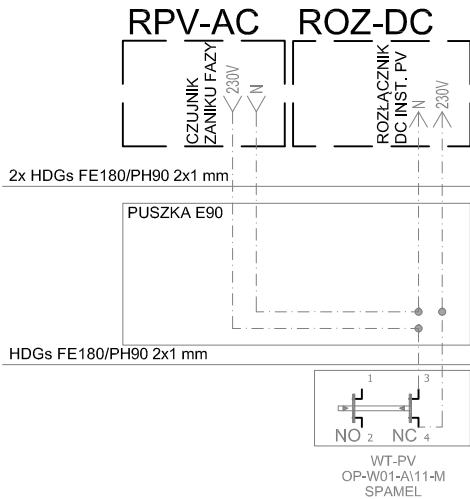 RPV-AC
ROZ-DC
CZUJNIK
ZANIKU FAZY
230V
N
ROZŁĄCZNIK
DC INST. PV
N
230V
2x HDGs FE180/PH90 2x1 mm
PUSZKA E90
HDGs FE180/PH90 2x1 mm
1
3
NO 2
NC 4
WT-PV
OP-W01-A\11-M
SPAMEL